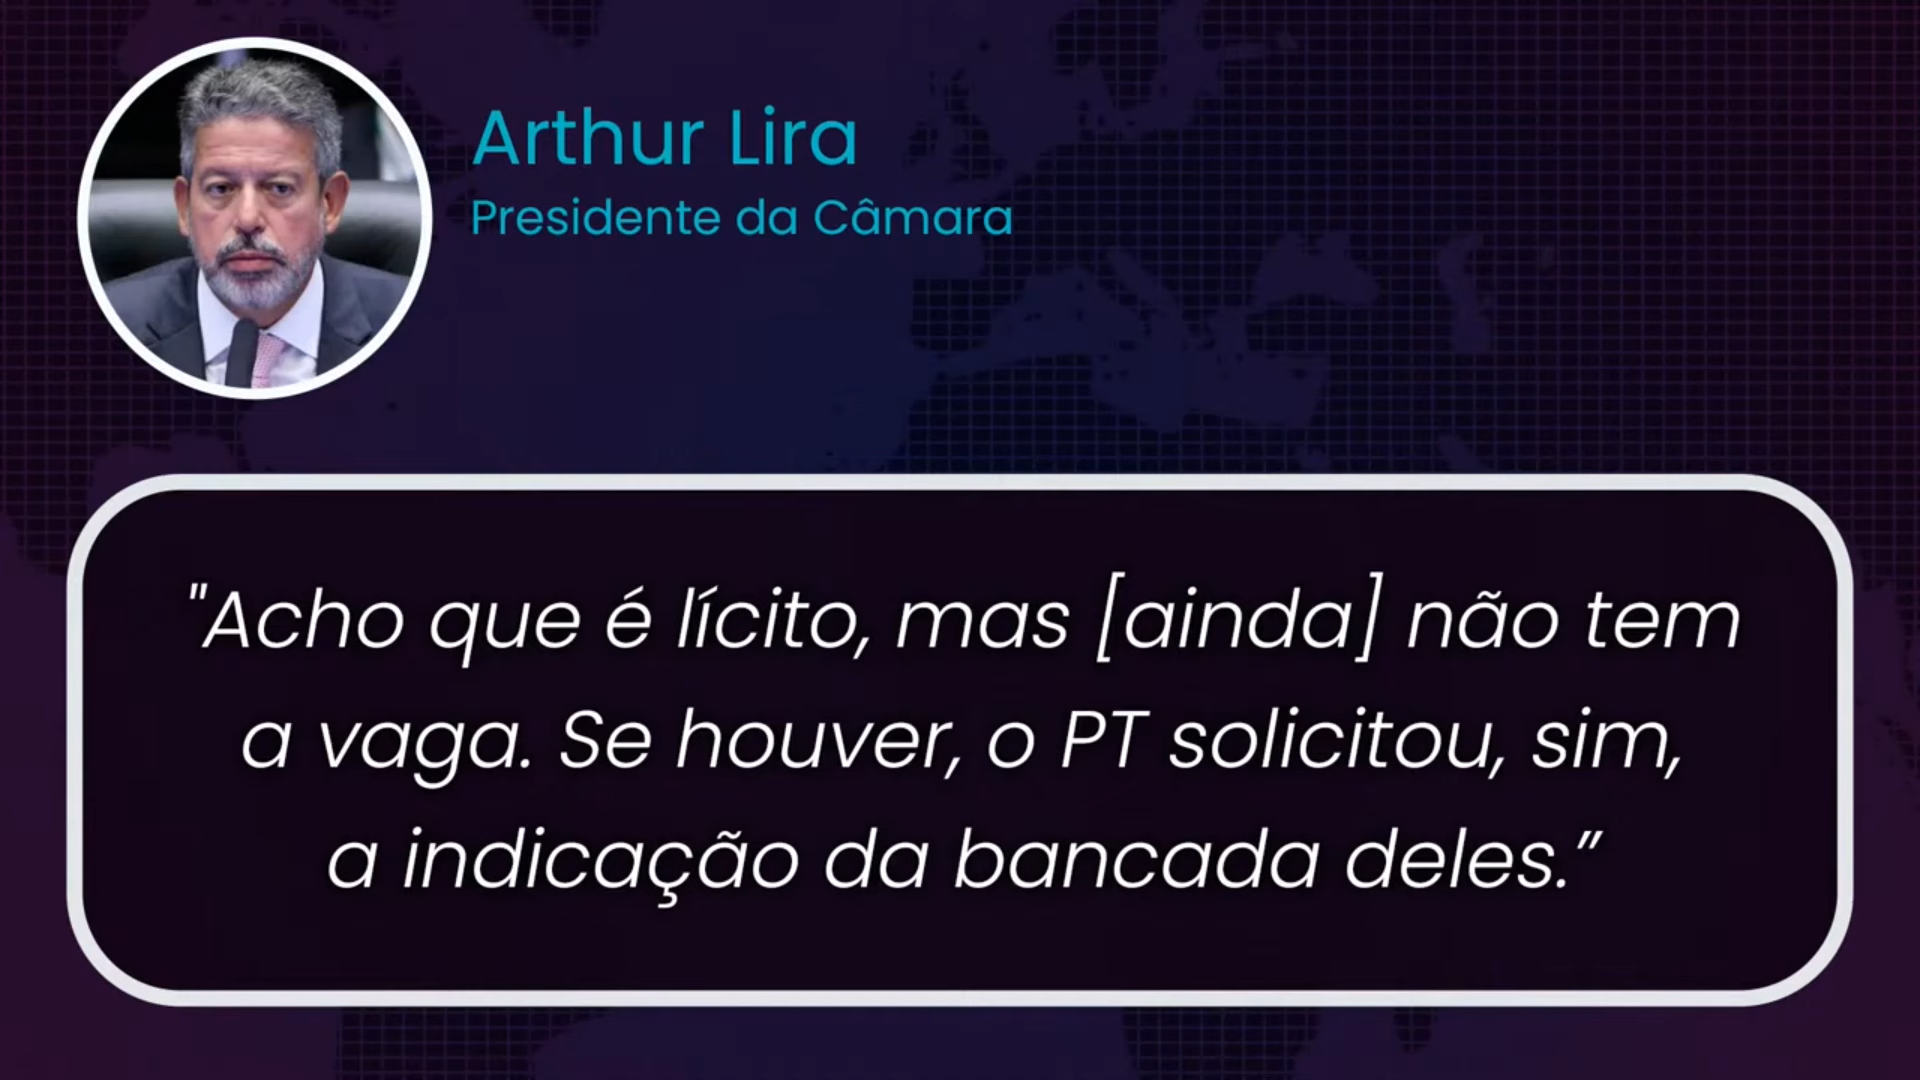 Arthur Lira
Presidente da Câmara
"Acho que é lícito, mas [ainda] não tem
a vaga. Se houver, o PT solicitou, sim,
a indicação da bancada deles.”